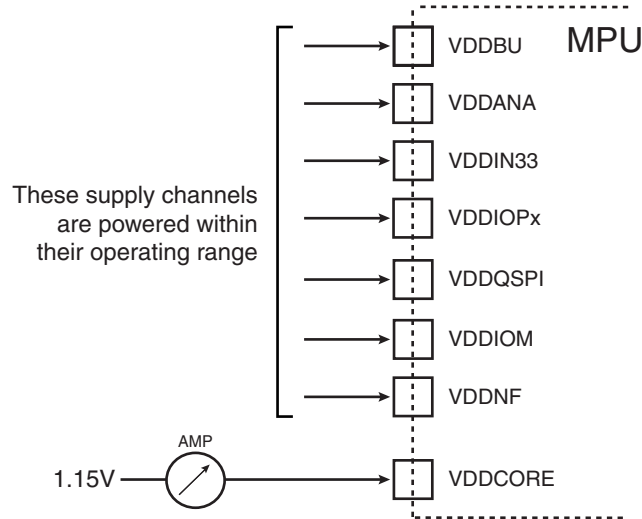 MPU
VDDBU
VDDANA
VDDIN33
These supply channels
are powered within
their operating range
VDDIOPx
VDDQSPI
VDDIOM
VDDNF
AMP
1.15V
VDDCORE